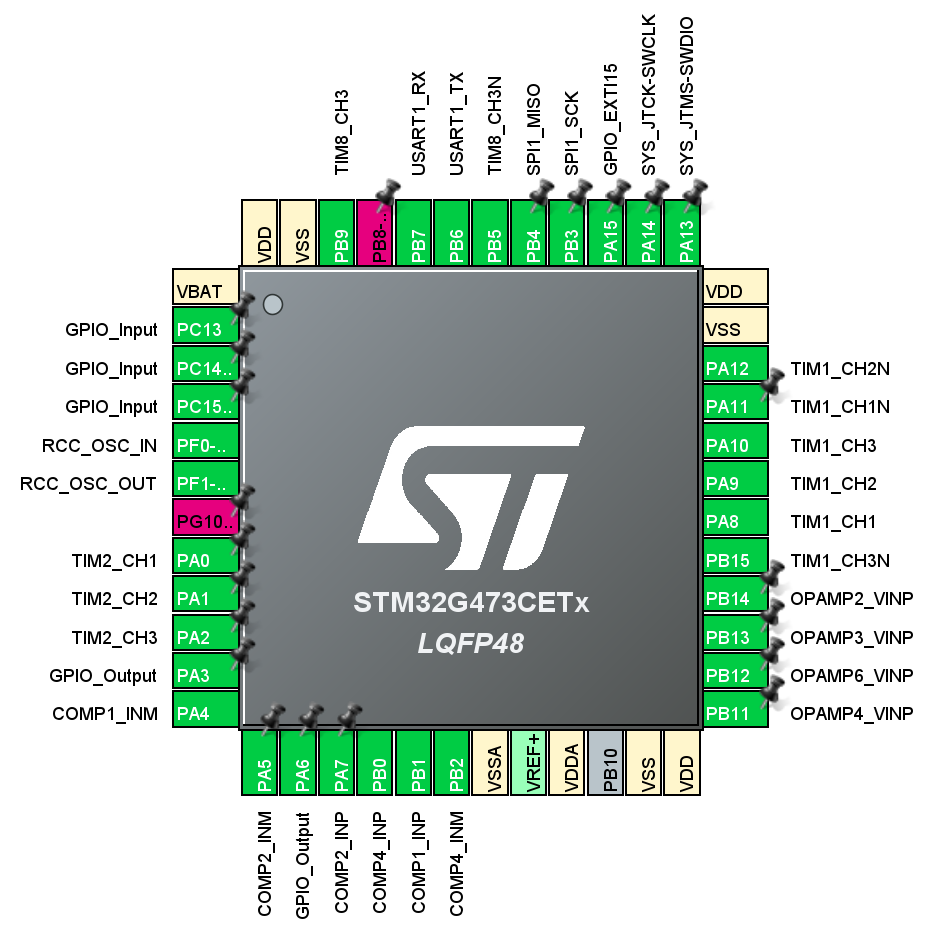 TIM8_CH3
USART1_RX
USART1_TX
TIM8_CH3N
SPI1_MISO
SPI1_SCK
GPIO_EXTI15
SYS_JTCK-SWCLK
SYS_JTMS-SWDIO
VDD
VSS
PB9
PB8-..
PB7
PB6
PB5
PB4
PB3
PA15
PA14
PA13
VBAT
GPIO_Input PC13
GPIO_Input PC14..
GPIO_Input PC15..
RCC_OSC_IN PF0-..
RCC_OSC_OUT PF1-..
PG10..
TIM2_CH1 PA0
TIM2_CH2 PA1
TIM2_CH3 PA2
GPIO_Output PA3
COMP1_INM PA4
ST
STM32G473CETx
LQFP48
VDD
VSS
PA12 TIM1_CH2N
PA11 TIM1_CH1N
PA10 TIM1_CH3
PA9 TIM1_CH2
PA8 TIM1_CH1
PB15 TIM1_CH3N
PB14 OPAMP2_VINP
PB13 OPAMP3_VINP
PB12 OPAMP6_VINP
PB11 OPAMP4_VINP
PA5
PA6
PA7
PB0
PB1
PB2
VSSA
VREF+
VDDA
PB10
VSS
VDD
COMP2_INM
GPIO_Output
COMP2_INP
COMP4_INP
COMP1_INP
COMP4_INM